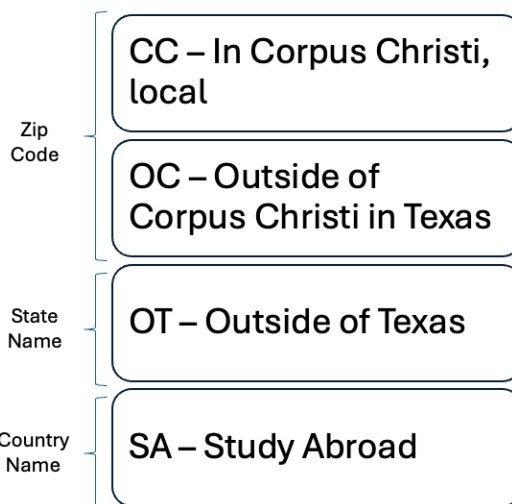 Zip
Code
CC – In Corpus Christi,
local
OC – Outside of
Corpus Christi in Texas
State
Name
OT – Outside of Texas
Country
Name
SA – Study Abroad